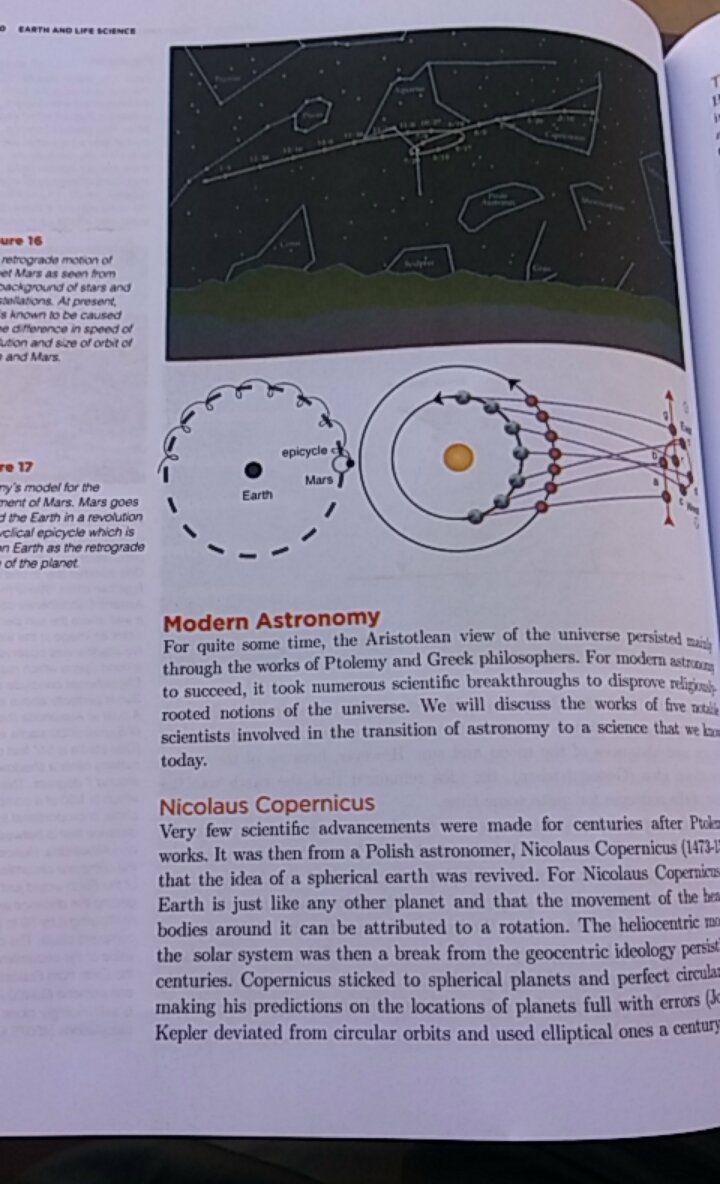 EARTH AND LIFE SCIENCE
Aquarius
Capricornus
Cetus
Sculptor
Grus
ure 16
retrograde motion of
et Mars as seen from
background of stars and
stellations. At present,
s known to be caused
e difference in speed of
lution and size of orbit of
and Mars.
epicycle
Mars
Earth
re 17
ny's model for the
ment of Mars. Mars goes
d the Earth in a revolution
yclical epicycle which is
n Earth as the retrograde
of the planet.
Modern Astronomy
For quite some time, the Aristotlean view of the universe persisted mainly
through the works of Ptolemy and Greek philosophers. For modern astronomy
to succeed, it took numerous scientific breakthroughs to disprove religiously
rooted notions of the universe. We will discuss the works of five notable
scientists involved in the transition of astronomy to a science that we know
today.
Nicolaus Copernicus
Very few scientific advancements were made for centuries after Ptolem
works. It was then from a Polish astronomer, Nicolaus Copernicus (1473-15
that the idea of a spherical earth was revived. For Nicolaus Copernicus
Earth is just like any other planet and that the movement of the hea
bodies around it can be attributed to a rotation. The heliocentric mo
the solar system was then a break from the geocentric ideology persist
centuries. Copernicus sticked to spherical planets and perfect circular
making his predictions on the locations of planets full with errors (Jo
Kepler deviated from circular orbits and used elliptical ones a century